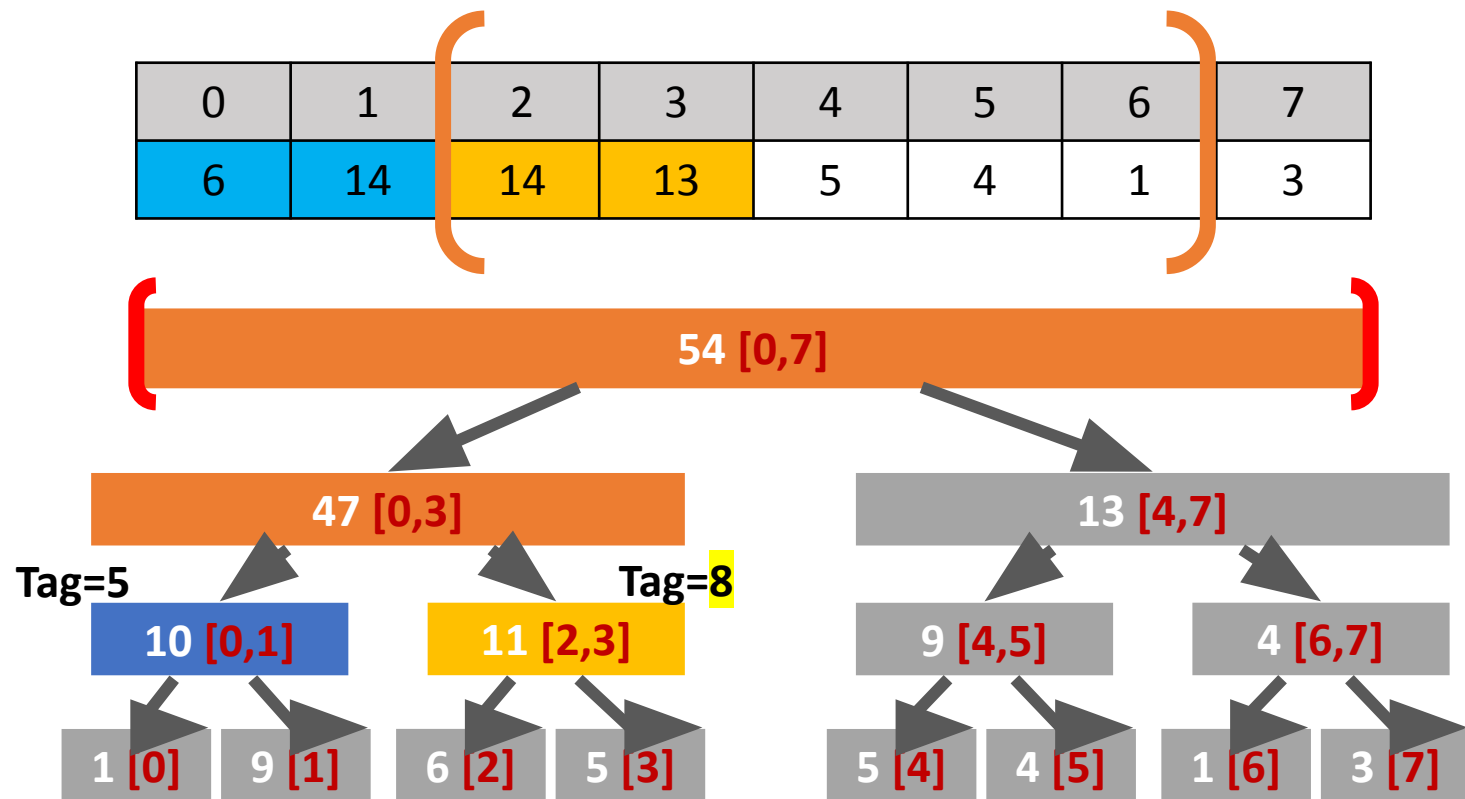 0 1 2 3 4 5 6 7
6 14 14 13 5 4 1 3
54 [0,7]
47 [0,3] 13 [4,7]
Tag=5 Tag=8
10 [0,1] 11 [2,3] 9 [4,5] 4 [6,7]
1 [0] 9 [1] 6 [2] 5 [3] 5 [4] 4 [5] 1 [6] 3 [7]